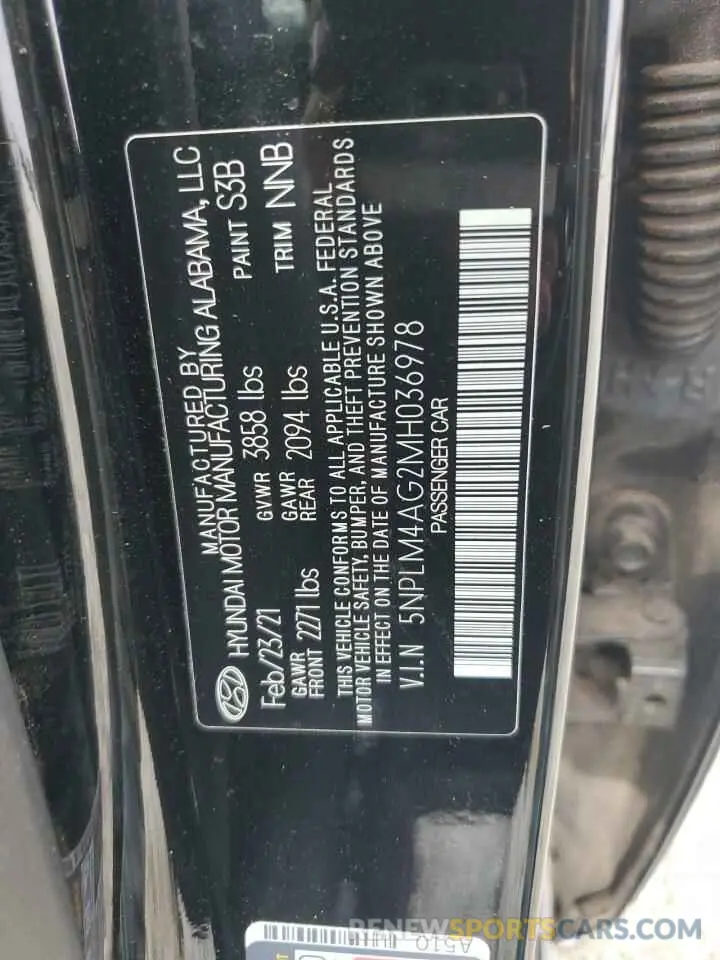 MANUFACTURED BY
HYUNDAI MOTOR MANUFACTURING ALABAMA, LLC
Feb/23/21 GVWR 3858 lbs PAINT S3B
GAWR FRONT 2271 lbs GAWR REAR 2094 lbs TRIM NNB
THIS VEHICLE CONFORMS TO ALL APPLICABLE U.S.A. FEDERAL
MOTOR VEHICLE SAFETY, BUMPER, AND THEFT PREVENTION STANDARDS
IN EFFECT ON THE DATE OF MANUFACTURE SHOWN ABOVE
V.I.N 5NPLM4AG2MH036978
PASSENGER CAR
A510
RENEWSPORTSCARS.COM